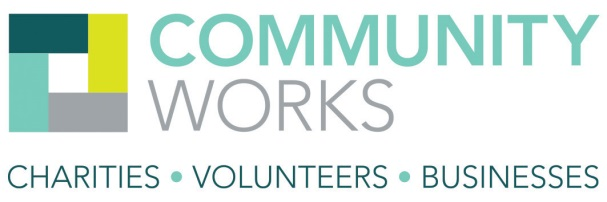 COMMUNITY
WORKS
CHARITIES • VOLUNTEERS • BUSINESSES